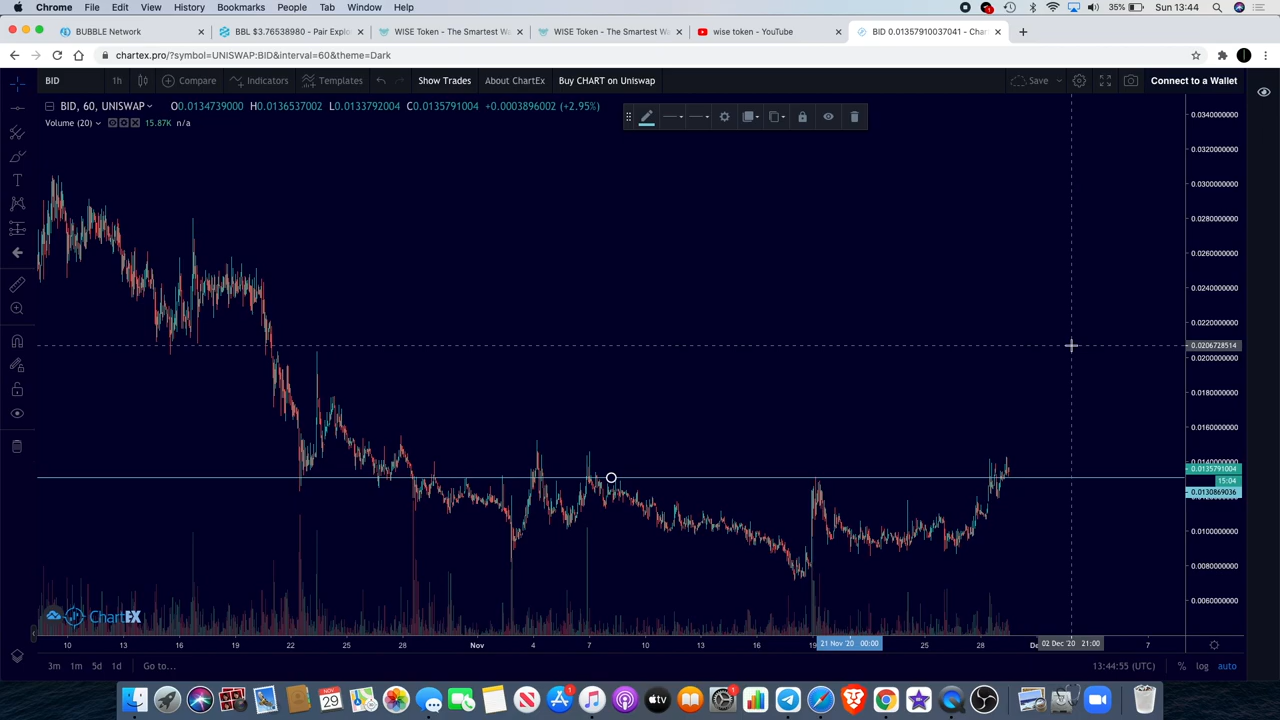 Chrome File Edit View History Bookmarks People Tab Window Help 35% Sun 13:44
BUBBLE Network
BBL $3.76538980 - Pair Explo
WISE Token - The Smartest Wa
WISE Token - The Smartest Wa
wise token - YouTube
BID 0.01357910037041 - Chart
chartex.pro/?symbol=UNISWAP:BID&interval=60&theme=Dark
BID 1h Compare Indicators Templates Show Trades About ChartEx Buy CHART on Uniswap Save Connect to a Wallet
BID, 60, UNISWAP O0.0134739000 H0.0136537002 L0.0133792004 C0.0135791004 +0.0003896002 (+2.95%)
Volume (20) 15.87K n/a
0.0340000000
0.0320000000
0.0300000000
0.0280000000
0.0260000000
0.0240000000
0.0220000000
0.0206728514
0.0200000000
0.0180000000
0.0160000000
0.0140000000
0.0135791004
15:04
0.0130869036
0.0100000000
0.0080000000
0.0060000000
ChartEX
10 13 16 19 22 25 28 Nov 4 7 10 13 19 21 Nov '20 00:00 25 28 02 Dec '20 21:00 7
3m 1m 5d 1d Go to... 13:44:55 (UTC) % log auto